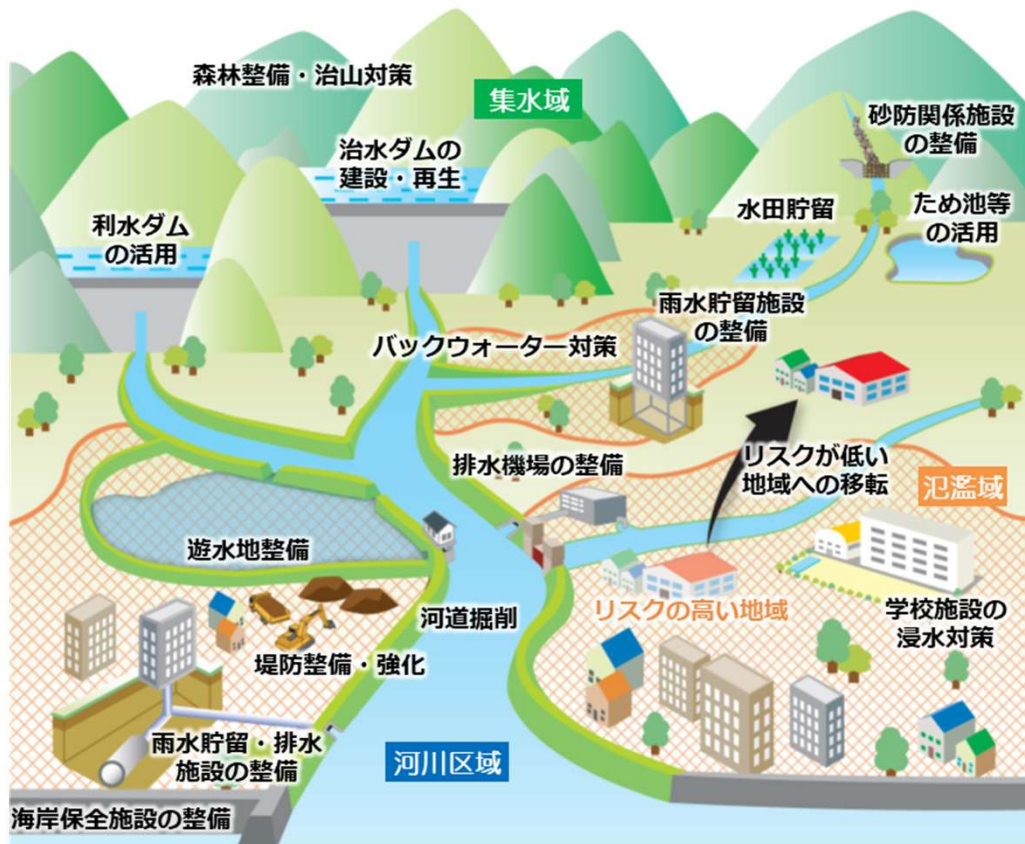 森林整備・治山対策
集水域
砂防関係施設
の整備
治水ダムの
建設・再生
水田貯留
ため池等
の活用
利水ダム
の活用
雨水貯留施設
の整備
バックウォーター対策
排水機場の整備
リスクが低い
地域への移転
氾濫域
遊水地整備
リスクの高い地域
学校施設の
浸水対策
河道掘削
堤防整備・強化
雨水貯留・排水
施設の整備
河川区域
海岸保全施設の整備